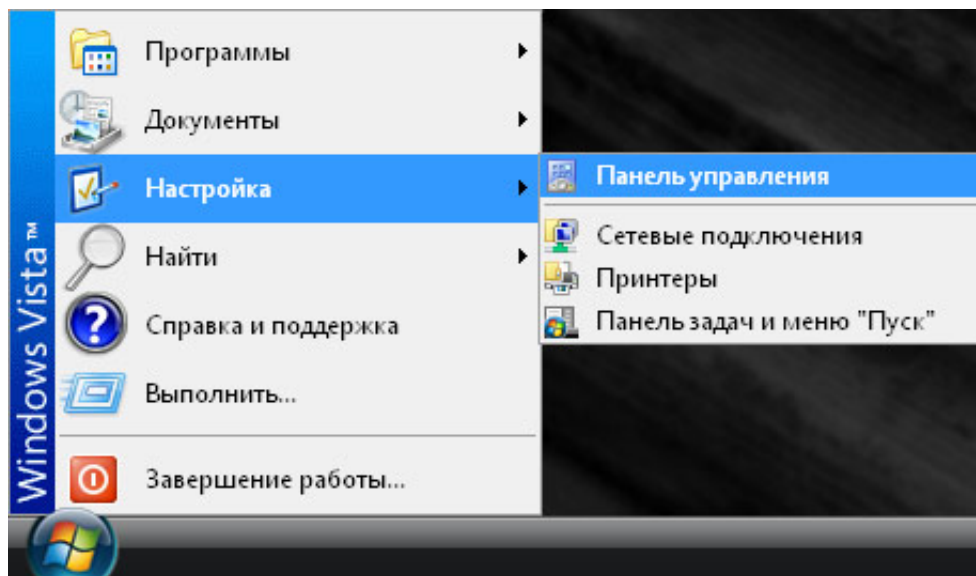 Программы
Документы
Настройка
Найти
Справка и поддержка
Выполнить...
Завершение работы...
Панель управления
Сетевые подключения
Принтеры
Панель задач и меню "Пуск"
Windows Vista™